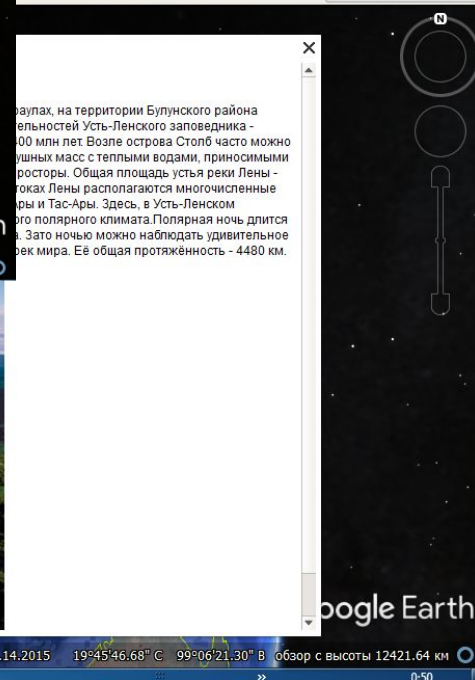 N
раулах, на территории Булунского района
тельностей Усть-Ленского заповедника -
400 млн лет. Возле острова Столб часто можно
ушных масс с теплыми водами, приносимыми
росторы. Общая площадь устья реки Лены -
токах Лены располагаются многочисленные
Ары и Тас-Ары. Здесь, в Усть-Ленском
ого полярного климата.Полярная ночь длится
а. Зато ночью можно наблюдать удивительное
рек мира. Её общая протяжённость - 4480 км.
oogle Earth
.14.2015 19°45'46.68" С 99°06'21.30" В обзор с высоты 12421.64 км
» 0:50